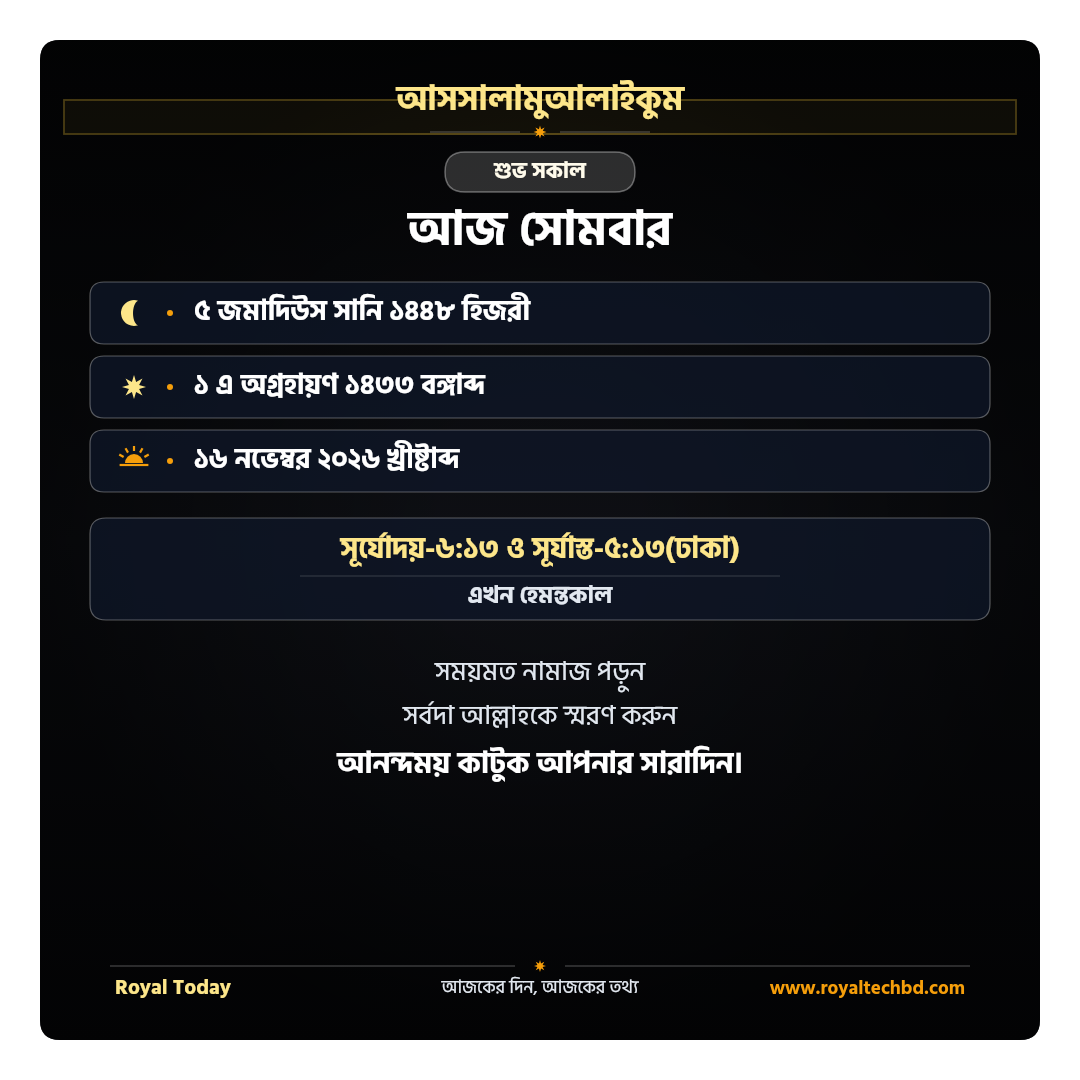 আসসালামুআলাইকুম
শুভ সকাল
আজ সোমবার
৫ জমাদিউস সানি ১৪৪৮ হিজরী
১ এ অগ্রহায়ণ ১৪৩৩ বঙ্গাব্দ
১৬ নভেম্বর ২০২৬ খ্রীষ্টাব্দ
সূর্যোদয়-৬:১৩ ও সূর্যাস্ত-৫:১৩(ঢাকা)
এখন হেমন্তকাল
সময়মত নামাজ পড়ুন
সর্বদা আল্লাহকে স্মরণ করুন
আনন্দময় কাটুক আপনার সারাদিন।
Royal Today
আজকের দিন, আজকের তথ্য
www.royaltechbd.com